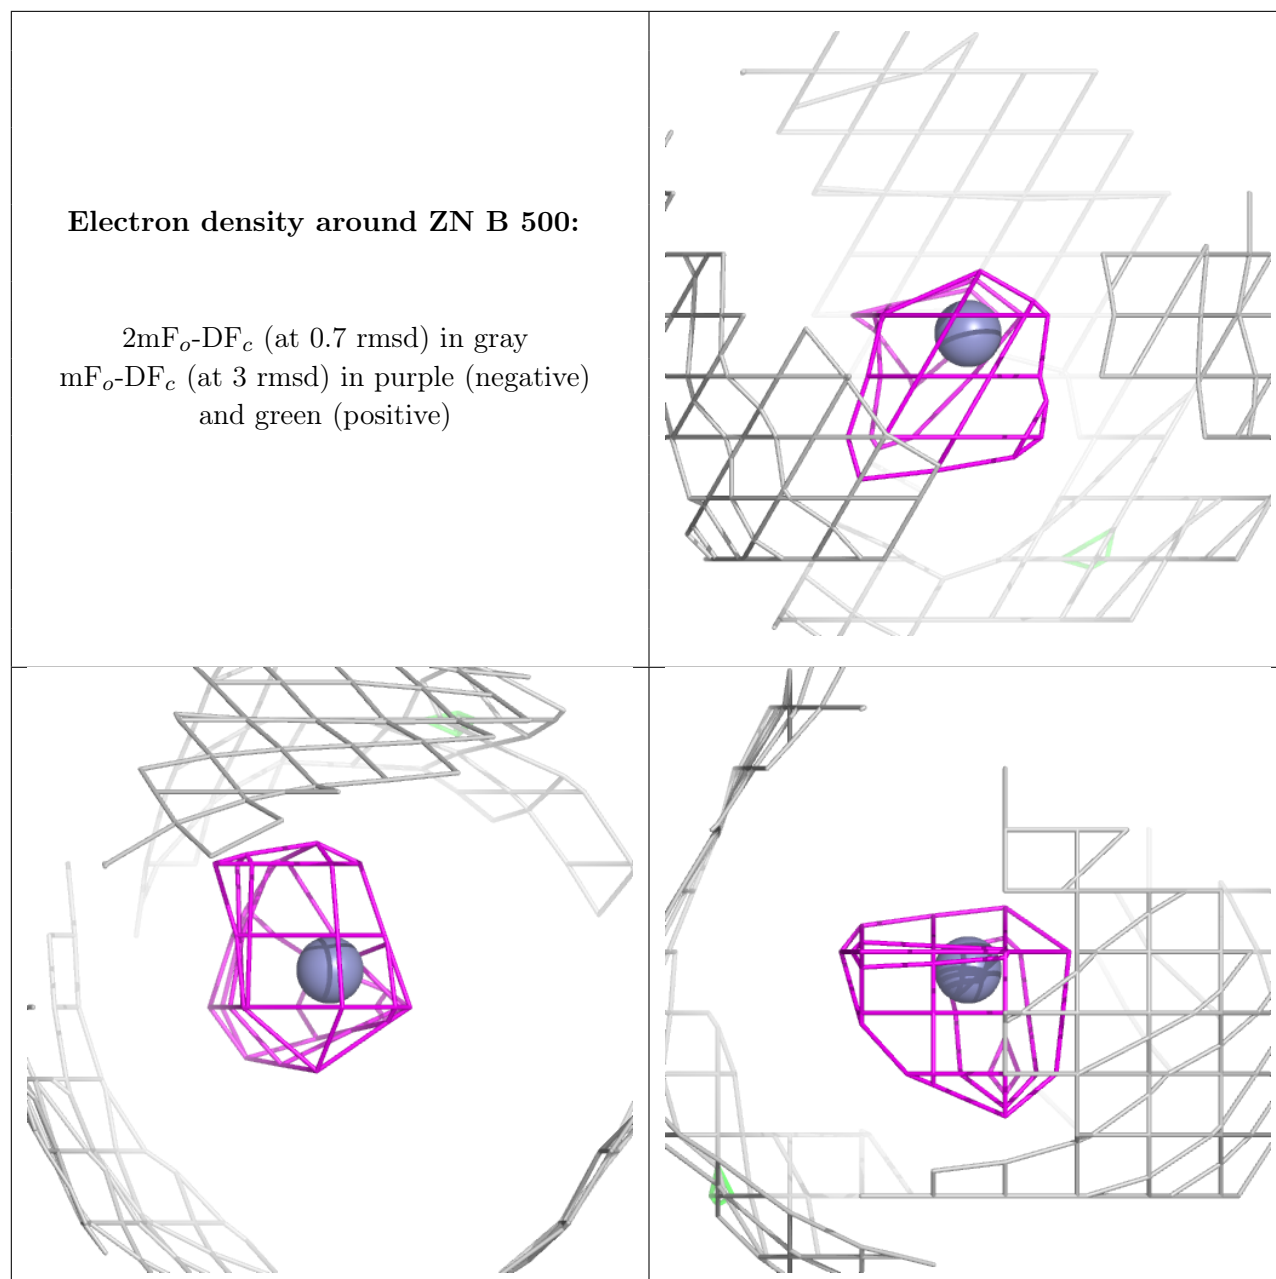 Electron density around ZN B 500:
2mFo-DFc (at 0.7 rmsd) in gray
mFo-DFc (at 3 rmsd) in purple (negative)
and green (positive)